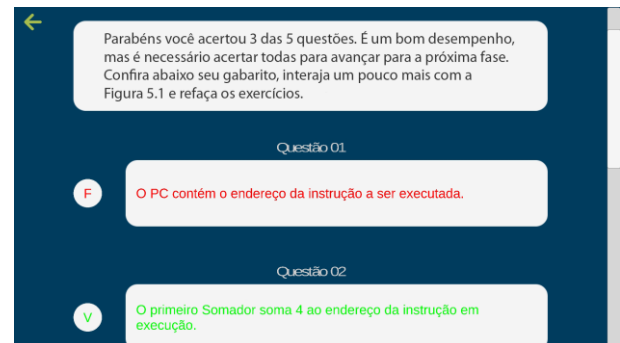 Parabéns você acertou 3 das 5 questões. É um bom desempenho,
mas é necessário acertar todas para avançar para a próxima fase.
Confira abaixo seu gabarito, interaja um pouco mais com a
Figura 5.1 e refaça os exercícios.
Questão 01
F
O PC contém o endereço da instrução a ser executada.
Questão 02
V
O primeiro Somador soma 4 ao endereço da instrução em
execução.